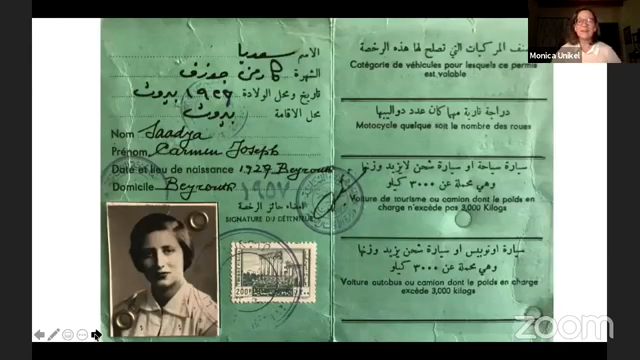 الاسم سعديا
الشهرة كارمن جوزف
تاريخ ومحل الولادة ١٩٢٩ بيروت
محل الاقامة بيروت
Nom Saadya
Prénom Carmen Joseph
Date et lieu de naissance 1929 Beyrouth
Domicile Beyrouth
١٩٥٧
امضاء حائز الرخصة
SIGNATURE DU DÉTENTEUR
صنف المركبات التي تصلح لها هذه الرخصة
Catégorie de véhicules pour lesquels ce permis
est valable
دراجة نارية مهما كان عدد دواليبها
Motocycle quelque soit le nombre des roues
سيارة سياحة او سيارة شحن لا يزيد وزنها
وهي محملة عن ٣٠٠٠ كيلو
Voiture de tourisme ou camion dont le poids en
charge n'excède pas 3,000 Kilogs
سيارة اوتوبيس او سيارة شحن يزيد وزنها
وهي محملة عن ٣٠٠٠ كيلو
Voiture autobus ou camion dont le poids en charge
excède 3,000 kilogs
Monica Unikel
zoom